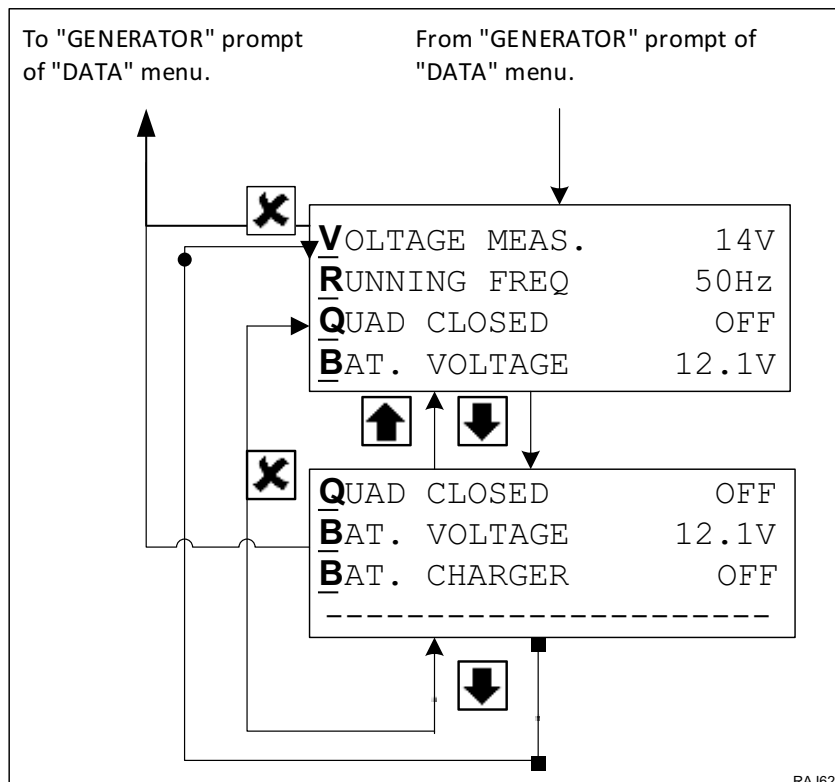 To "GENERATOR" prompt
of "DATA" menu.
From "GENERATOR" prompt of
"DATA" menu.
VOLTAGE MEAS. 14V
RUNNING FREQ 50Hz
QUAD CLOSED OFF
BAT. VOLTAGE 12.1V
QUAD CLOSED OFF
BAT. VOLTAGE 12.1V
BAT. CHARGER OFF